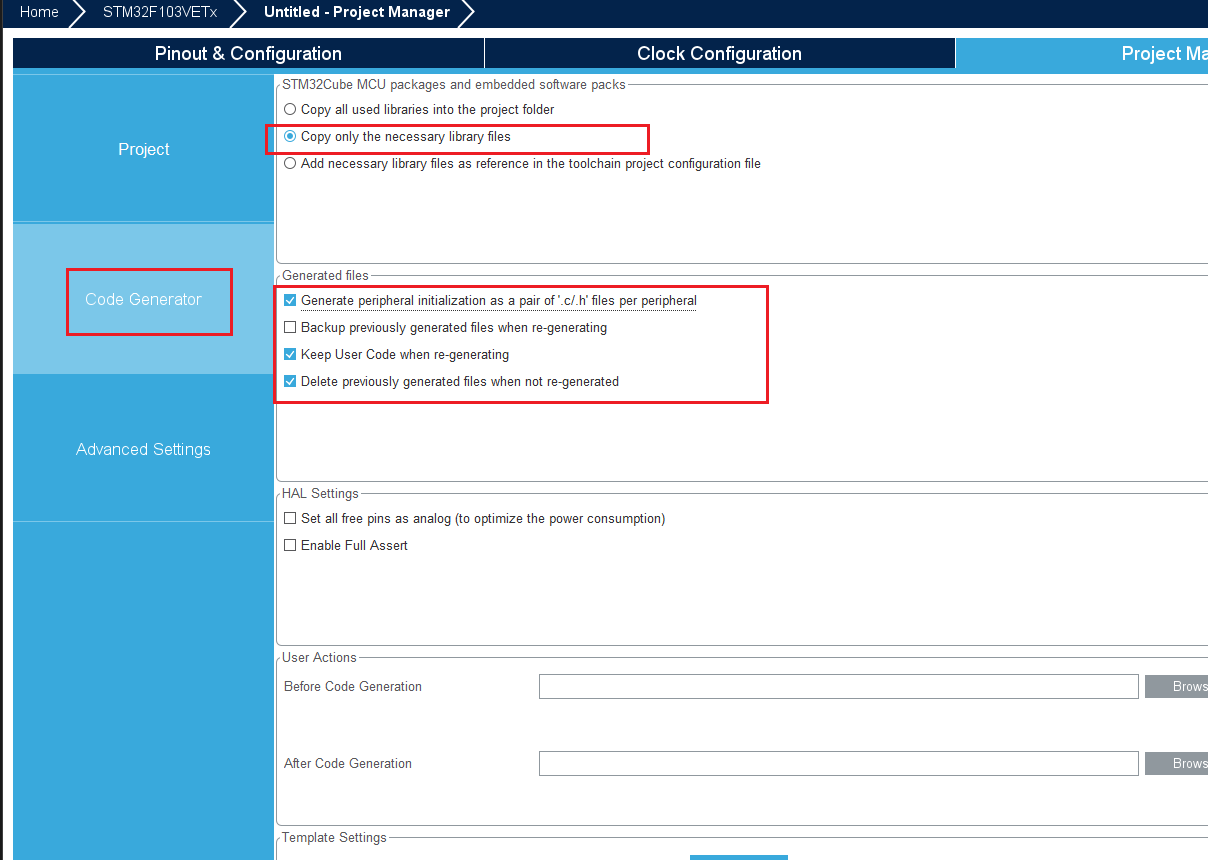 Home STM32F103VETx Untitled - Project Manager
Pinout & Configuration Clock Configuration Project Ma
STM32Cube MCU packages and embedded software packs
Copy all used libraries into the project folder
Copy only the necessary library files
Add necessary library files as reference in the toolchain project configuration file
Project
Generated files
Generate peripheral initialization as a pair of '.c/.h' files per peripheral
Backup previously generated files when re-generating
Keep User Code when re-generating
Delete previously generated files when not re-generated
Code Generator
Advanced Settings
HAL Settings
Set all free pins as analog (to optimize the power consumption)
Enable Full Assert
User Actions
Before Code Generation Brows
After Code Generation Brows
Template Settings